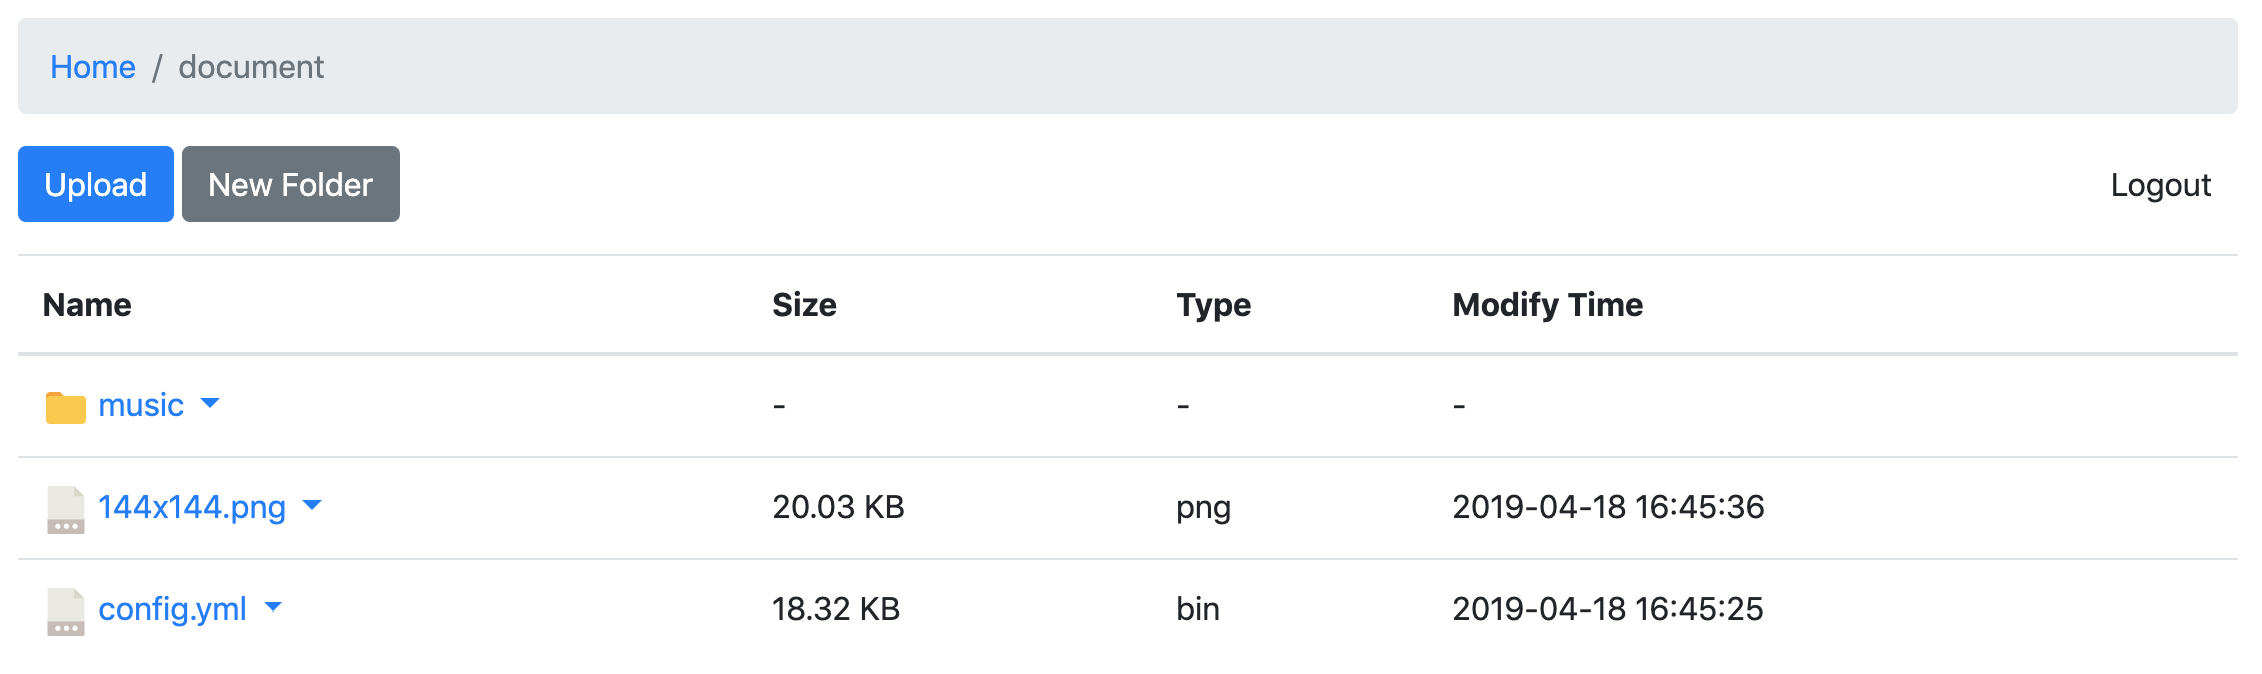 Home / document
Upload New Folder Logout
Name Size Type Modify Time
music - - -
144x144.png 20.03 KB png 2019-04-18 16:45:36
config.yml 18.32 KB bin 2019-04-18 16:45:25